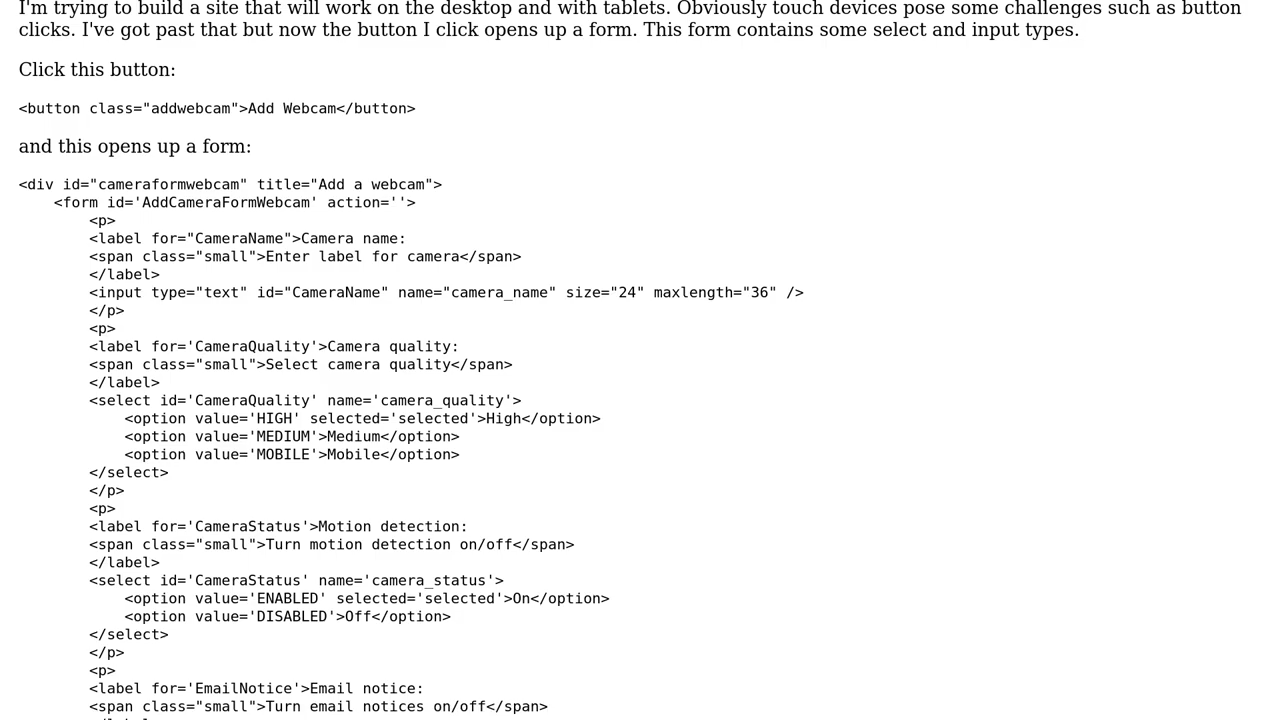 I'm trying to build a site that will work on the desktop and with tablets. Obviously touch devices pose some challenges such as button
clicks. I've got past that but now the button I click opens up a form. This form contains some select and input types.
Click this button:
<button class="addwebcam">Add Webcam</button>
and this opens up a form:
<div id="cameraformwebcam" title="Add a webcam">
    <form id='AddCameraFormWebcam' action=''>
        <p>
        <label for="CameraName">Camera name:
        <span class="small">Enter label for camera</span>
        </label>
        <input type="text" id="CameraName" name="camera_name" size="24" maxlength="36" />
        </p>
        <p>
        <label for='CameraQuality'>Camera quality:
        <span class="small">Select camera quality</span>
        </label>
        <select id='CameraQuality' name='camera_quality'>
            <option value='HIGH' selected='selected'>High</option>
            <option value='MEDIUM'>Medium</option>
            <option value='MOBILE'>Mobile</option>
        </select>
        </p>
        <p>
        <label for='CameraStatus'>Motion detection:
        <span class="small">Turn motion detection on/off</span>
        </label>
        <select id='CameraStatus' name='camera_status'>
            <option value='ENABLED' selected='selected'>On</option>
            <option value='DISABLED'>Off</option>
        </select>
        </p>
        <p>
        <label for='EmailNotice'>Email notice:
        <span class="small">Turn email notices on/off</span>